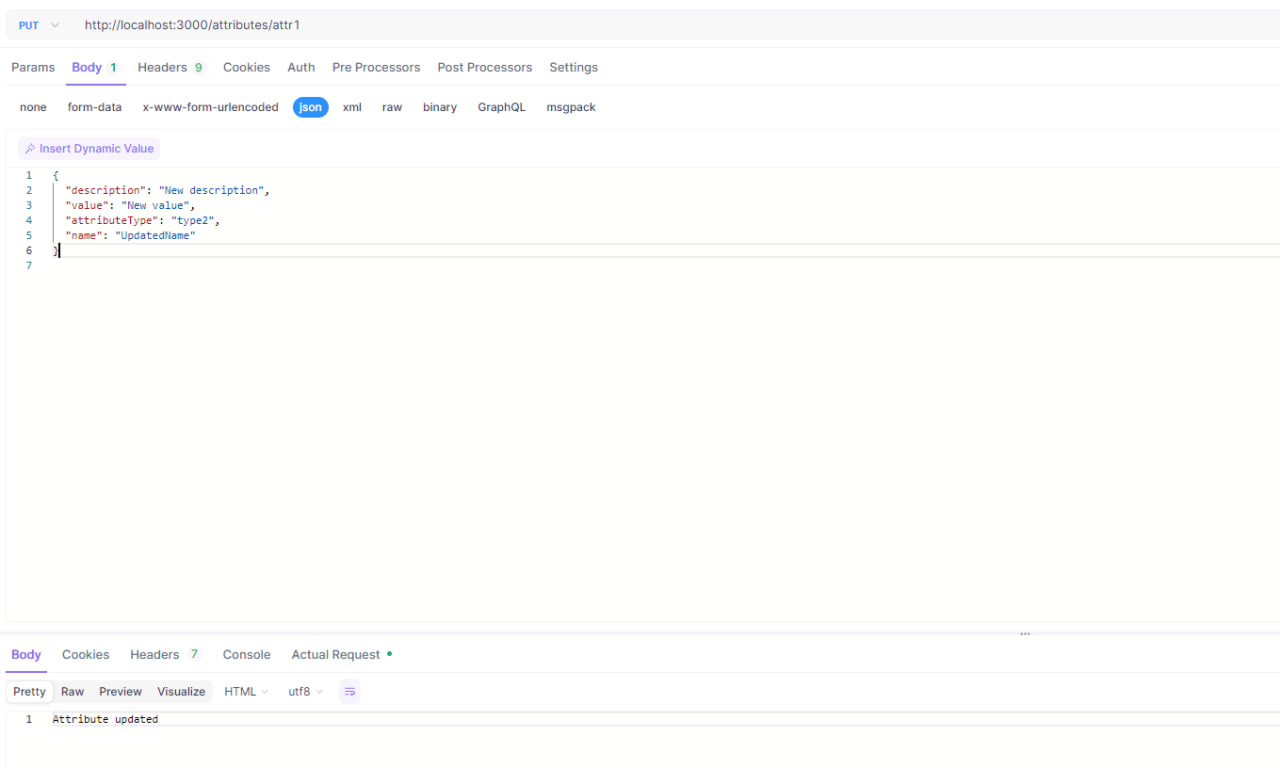 PUT http://localhost:3000/attributes/attr1
Params Body 1 Headers 9 Cookies Auth Pre Processors Post Processors Settings
none form-data x-www-form-urlencoded json xml raw binary GraphQL msgpack
Insert Dynamic Value
1 {
2 "description": "New description",
3 "value": "New value",
4 "attributeType": "type2",
5 "name": "UpdatedName"
6 }
7
Body Cookies Headers 7 Console Actual Request
Pretty Raw Preview Visualize HTML utf8
1 Attribute updated